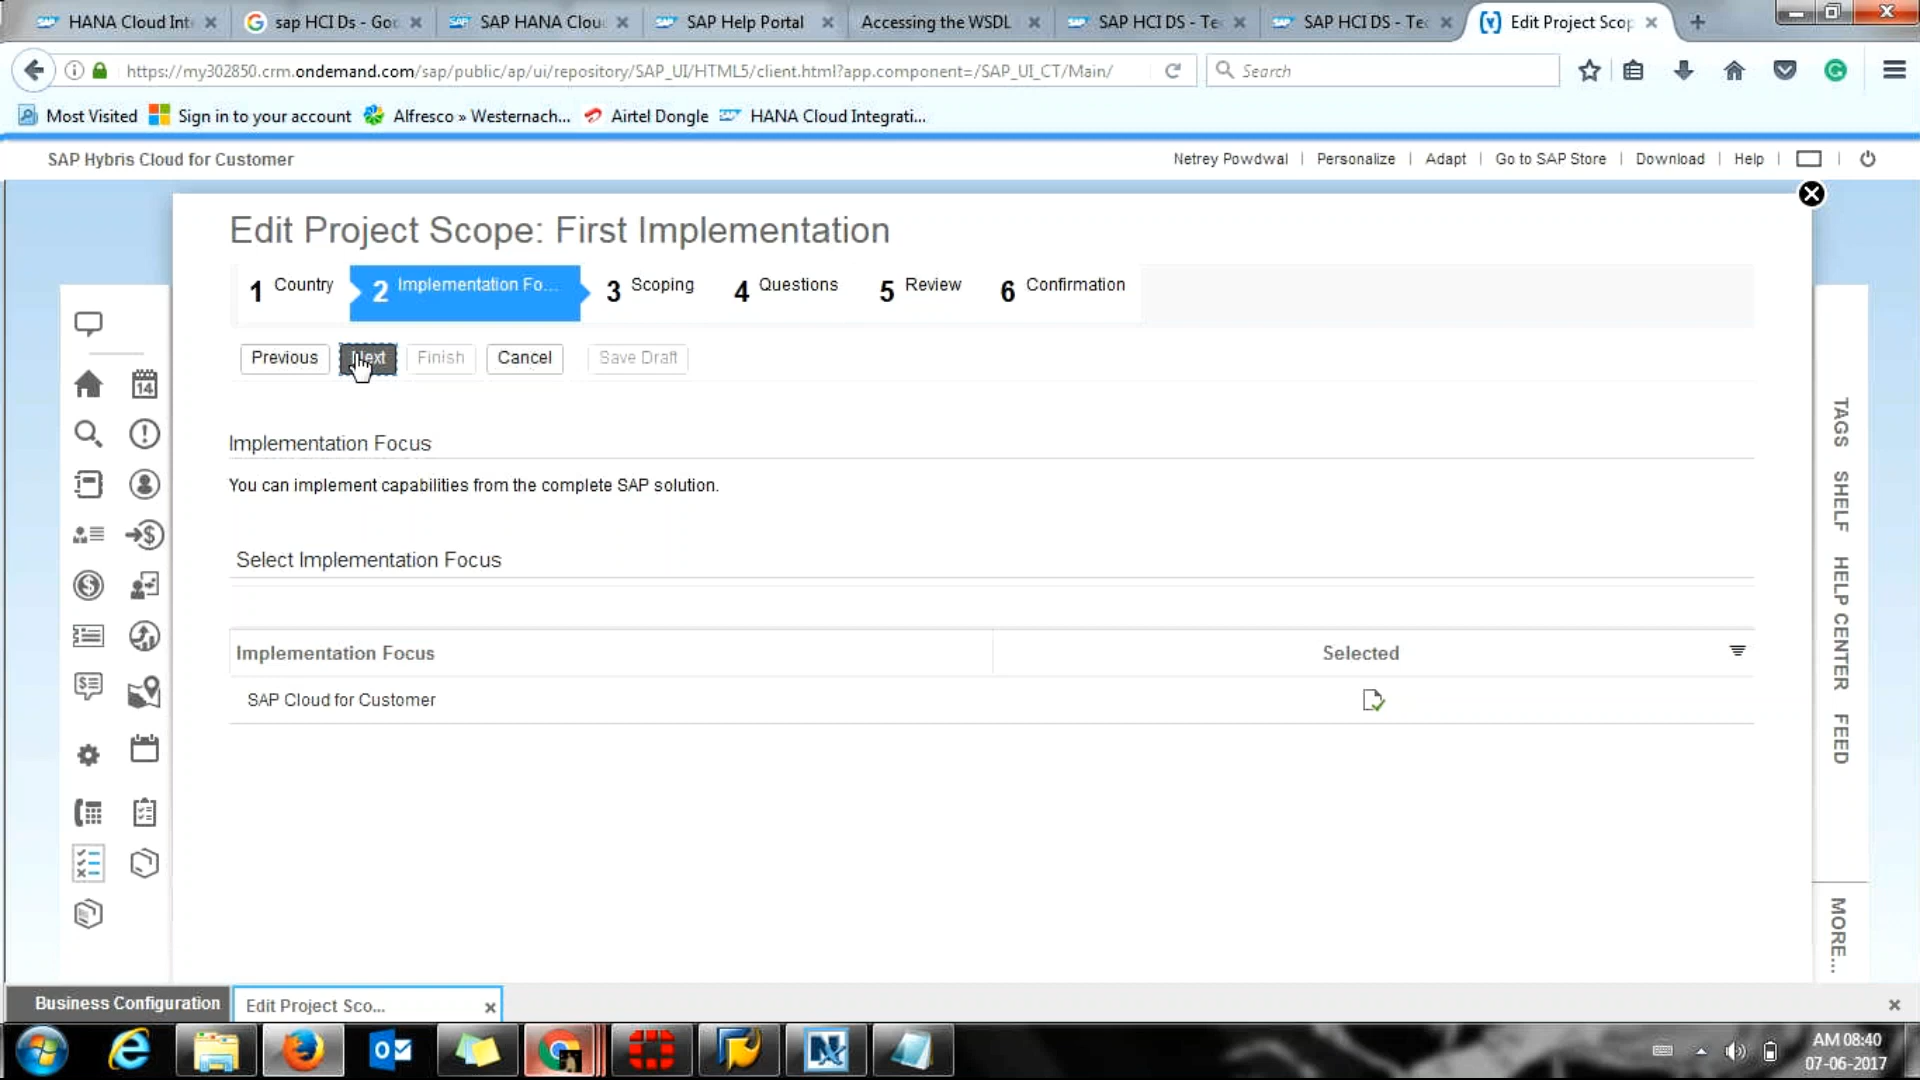 HANA Cloud Int
sap HCI Ds - Goo
SAP HANA Clou
SAP Help Portal
Accessing the WSDL
SAP HCI DS - Te
SAP HCI DS - Te
Edit Project Scop
https://my302850.crm.ondemand.com/sap/public/ap/ui/repository/SAP_UI/HTML5/client.html?app.component=/SAP_UI_CT/Main/
Search
Most Visited
Sign in to your account
Alfresco » Westernach...
Airtel Dongle
HANA Cloud Integrati...
SAP Hybris Cloud for Customer
Netrey Powdwal | Personalize | Adapt | Go to SAP Store | Download | Help
Edit Project Scope: First Implementation
1 Country
2 Implementation Fo...
3 Scoping
4 Questions
5 Review
6 Confirmation
Previous
Next
Finish
Cancel
Save Draft
14
Implementation Focus
You can implement capabilities from the complete SAP solution.
Select Implementation Focus
Implementation Focus
Selected
SAP Cloud for Customer
TAGS
SHELF
HELP CENTER
FEED
MORE...
Business Configuration
Edit Project Sco...
AM 08:40
07-06-2017